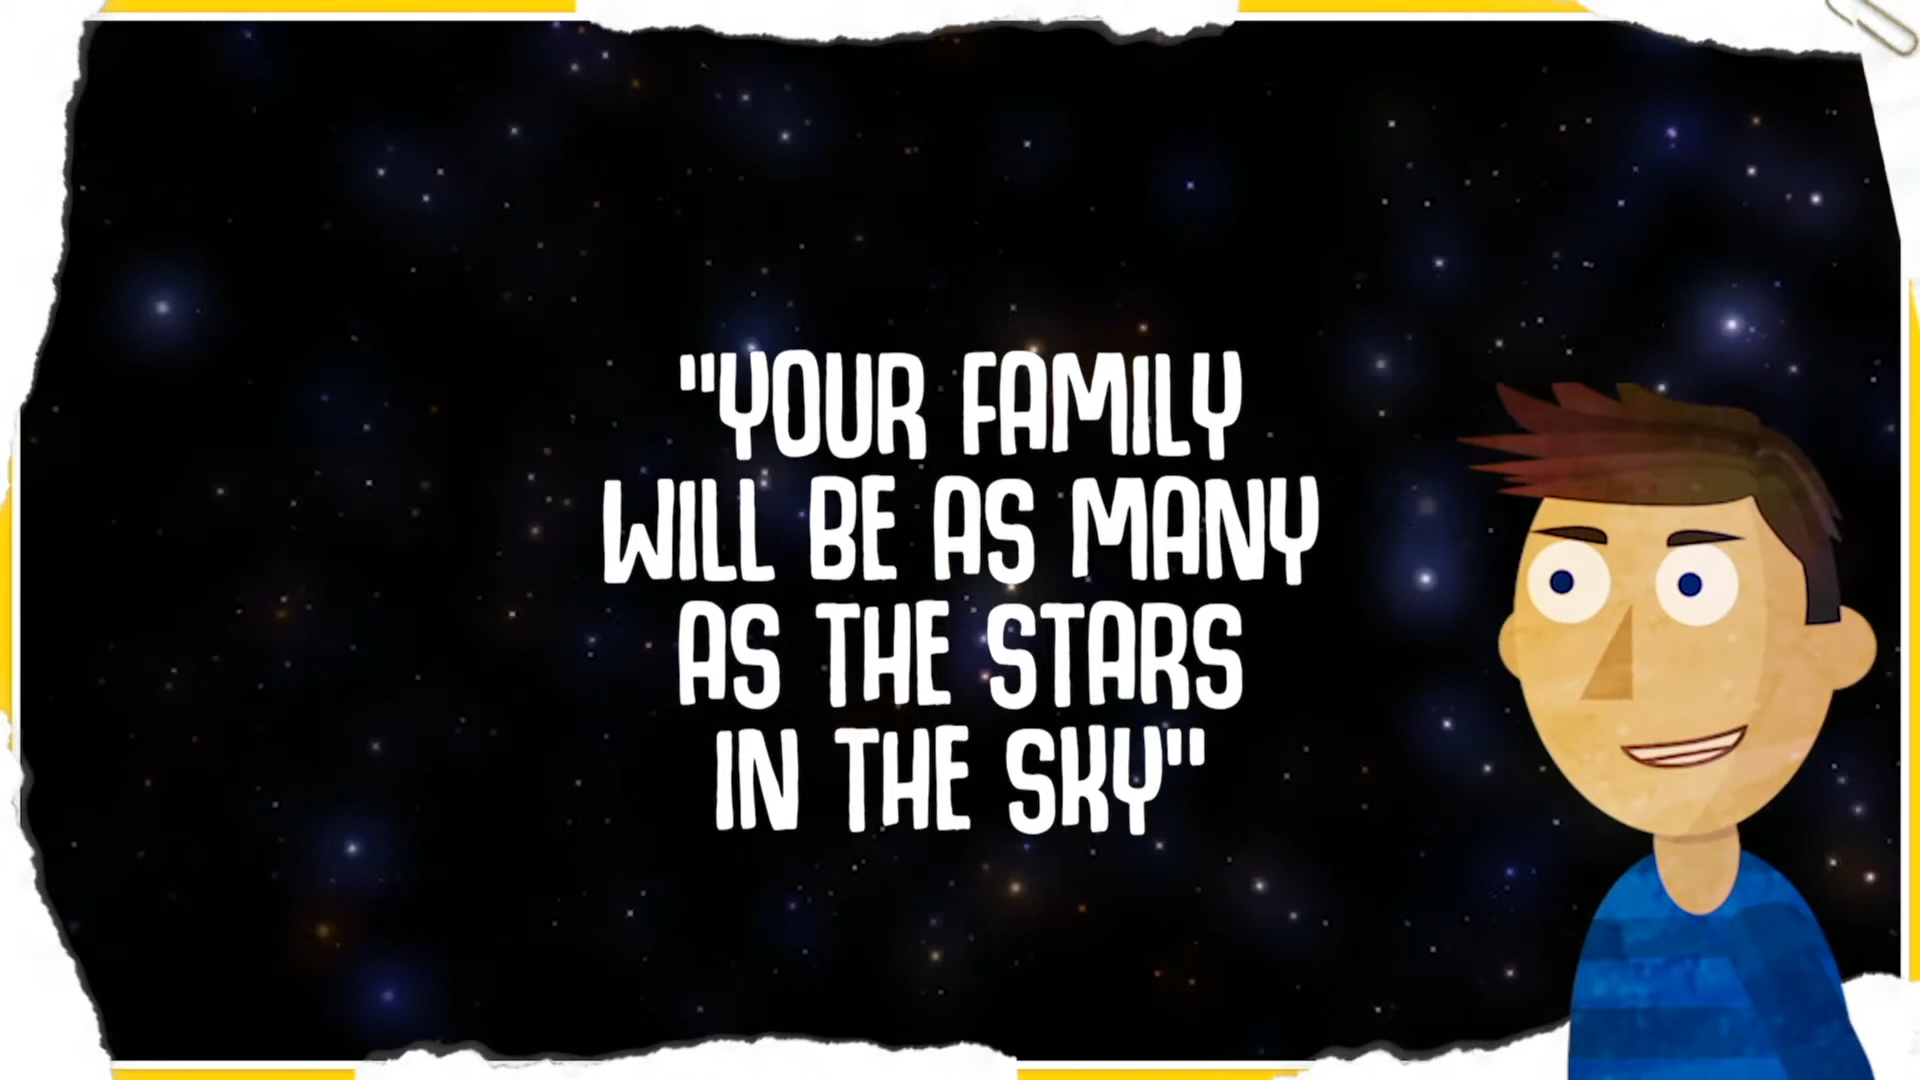 "YOUR FAMILY
WILL BE AS MANY
AS THE STARS
IN THE SKY"